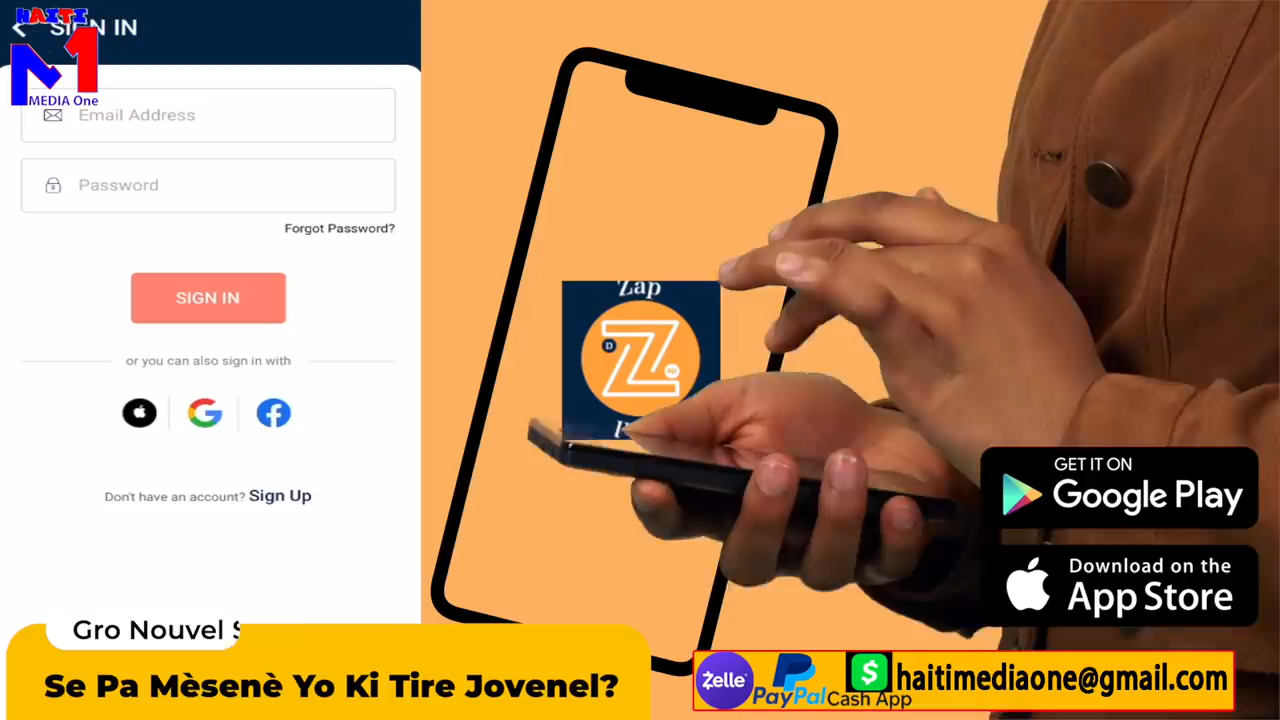 HAITI
M1
MEDIA One
SIGN IN
Email Address
Password
Forgot Password?
SIGN IN
or you can also sign in with
Don't have an account? Sign Up
Zap
Z
D
GET IT ON
Google Play
Download on the
App Store
Gro Nouvel
Se Pa Mèsenè Yo Ki Tire Jovenel?
Zelle
PayPal
$
Cash App
haitimediaone@gmail.com